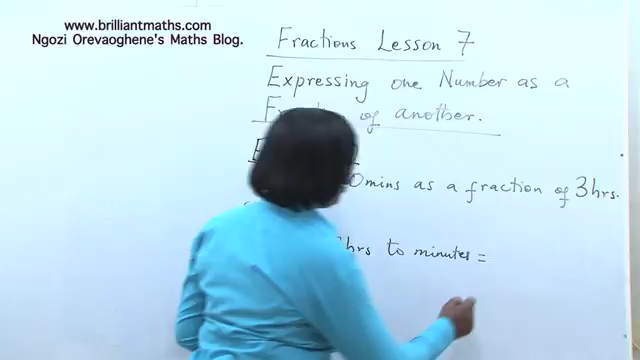 www.brilliantmaths.com
Ngozi Orevaoghene's Maths Blog.
Fractions Lesson 7
Expressing one Number as a
of another.
0mins as a fraction of 3hrs.
hrs to minutes =